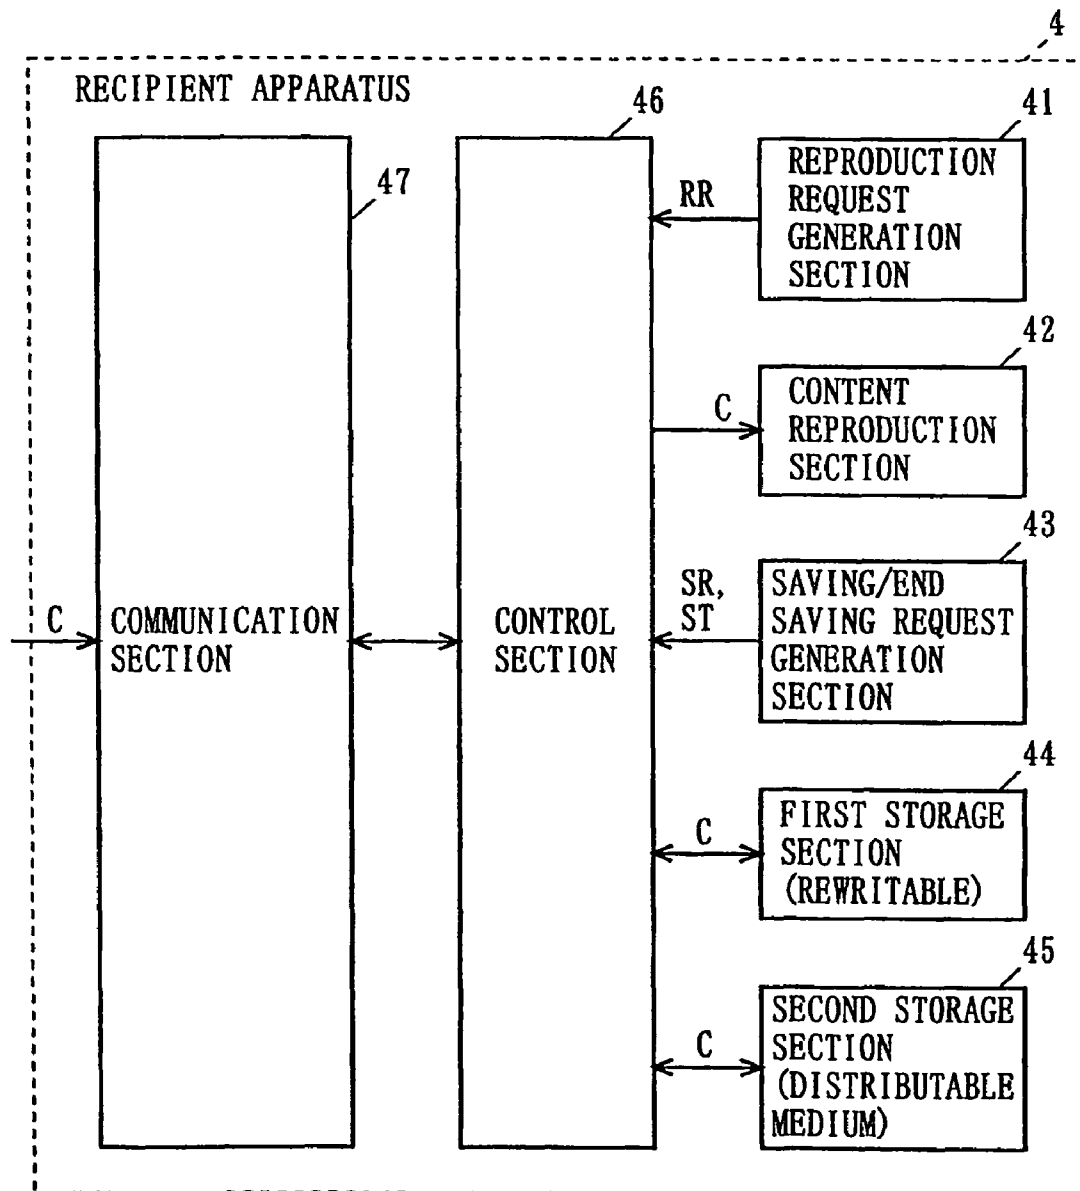 4
RECIPIENT APPARATUS
46
41
47
REPRODUCTION
REQUEST
GENERATION
SECTION
RR
42
CONTENT
REPRODUCTION
SECTION
C
43
SR,
ST
SAVING/END
SAVING REQUEST
GENERATION
SECTION
C
COMMUNICATION
SECTION
CONTROL
SECTION
44
FIRST STORAGE
SECTION
(REWRITABLE)
C
45
SECOND STORAGE
SECTION
(DISTRIBUTABLE
MEDIUM)
C